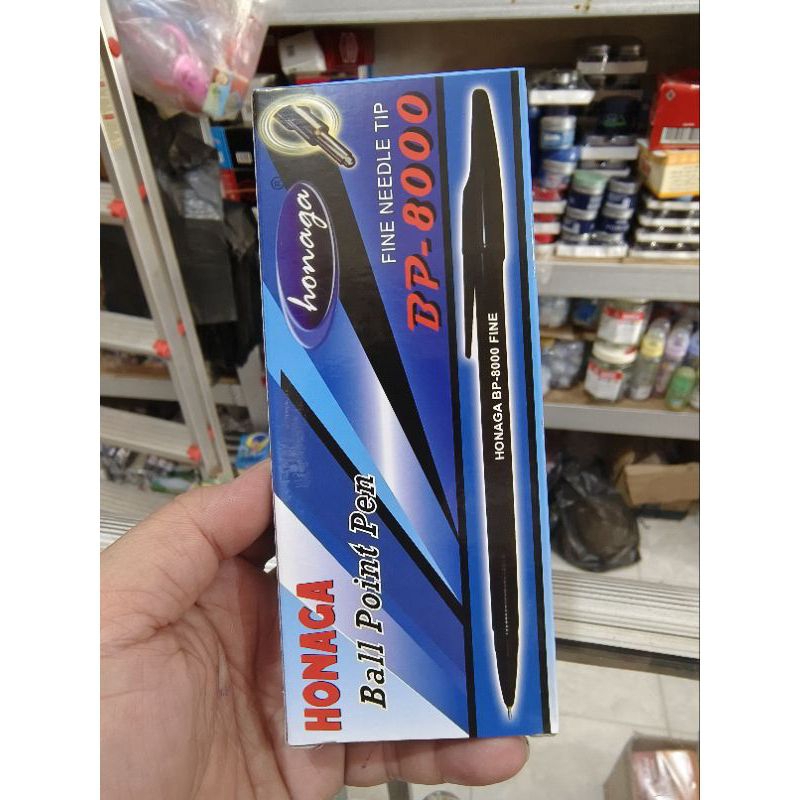 FINE NEEDLE TIP
BP-8000
®
honaga
HONAGA BP-8000 FINE
HONAGA
Ball Point Pen